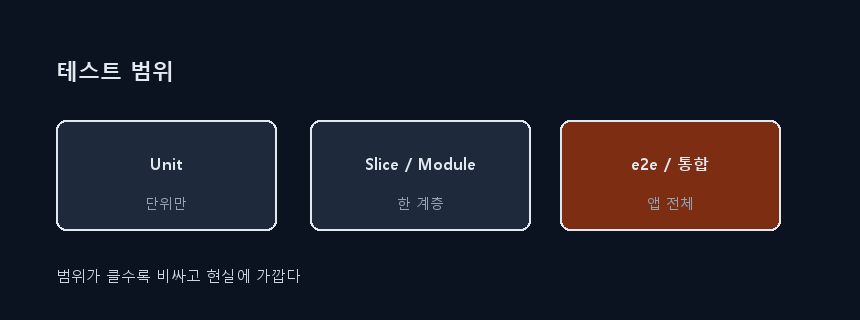 테스트 범위
Unit
단위만
Slice / Module
한 계층
e2e / 통합
앱 전체
범위가 클수록 비싸고 현실에 가깝다